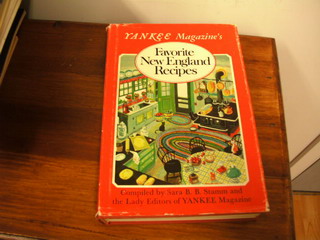 YANKEE Magazine's
Favorite
New England
Recipes
Compiled by Sara B. B. Stamm and
the Lady Editors of YANKEE Magazine